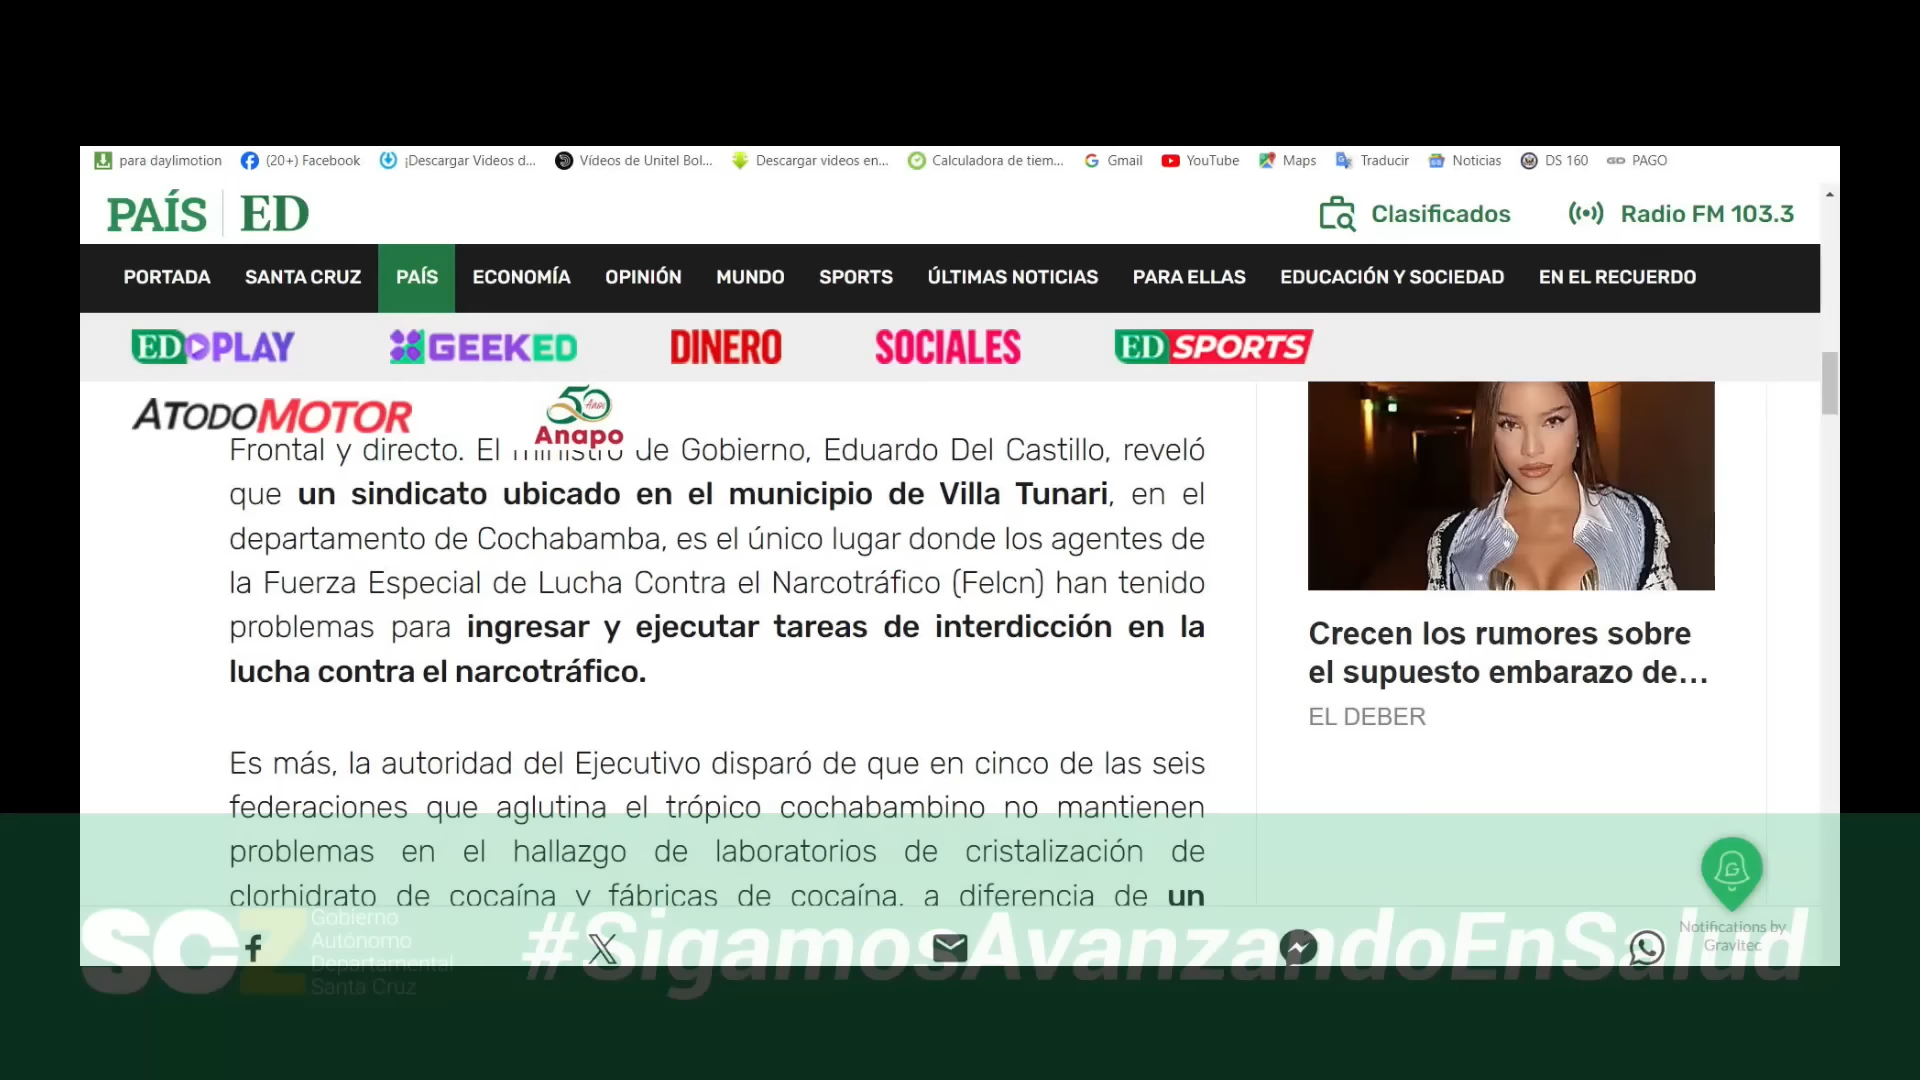 para daylimotion (20+) Facebook ¡Descargar Videos d... Vídeos de Unitel Bol... Descargar videos en... Calculadora de tiem... Gmail YouTube Maps Traducir Noticias DS 160 PAGO
PAÍS ED Clasificados Radio FM 103.3
PORTADA SANTA CRUZ PAÍS ECONOMÍA OPINIÓN MUNDO SPORTS ÚLTIMAS NOTICIAS PARA ELLAS EDUCACIÓN Y SOCIEDAD EN EL RECUERDO
EDPLAY GEEKED DINERO SOCIALES ED SPORTS
ATODOMOTOR 50 Años Anapo
Frontal y directo. El ministro de Gobierno, Eduardo Del Castillo, reveló
que un sindicato ubicado en el municipio de Villa Tunari, en el
departamento de Cochabamba, es el único lugar donde los agentes de
la Fuerza Especial de Lucha Contra el Narcotráfico (Felcn) han tenido
problemas para ingresar y ejecutar tareas de interdicción en la
lucha contra el narcotráfico.
Es más, la autoridad del Ejecutivo disparó de que en cinco de las seis
federaciones que aglutina el trópico cochabambino no mantienen
problemas en el hallazgo de laboratorios de cristalización de
clorhidrato de cocaína y fábricas de cocaína, a diferencia de un
Crecen los rumores sobre
el supuesto embarazo de...
EL DEBER
Notifications by
Gravitec
SCZ
Gobierno
Autónomo
Departamental
Santa Cruz
#SigamosAvanzandoEnSalud